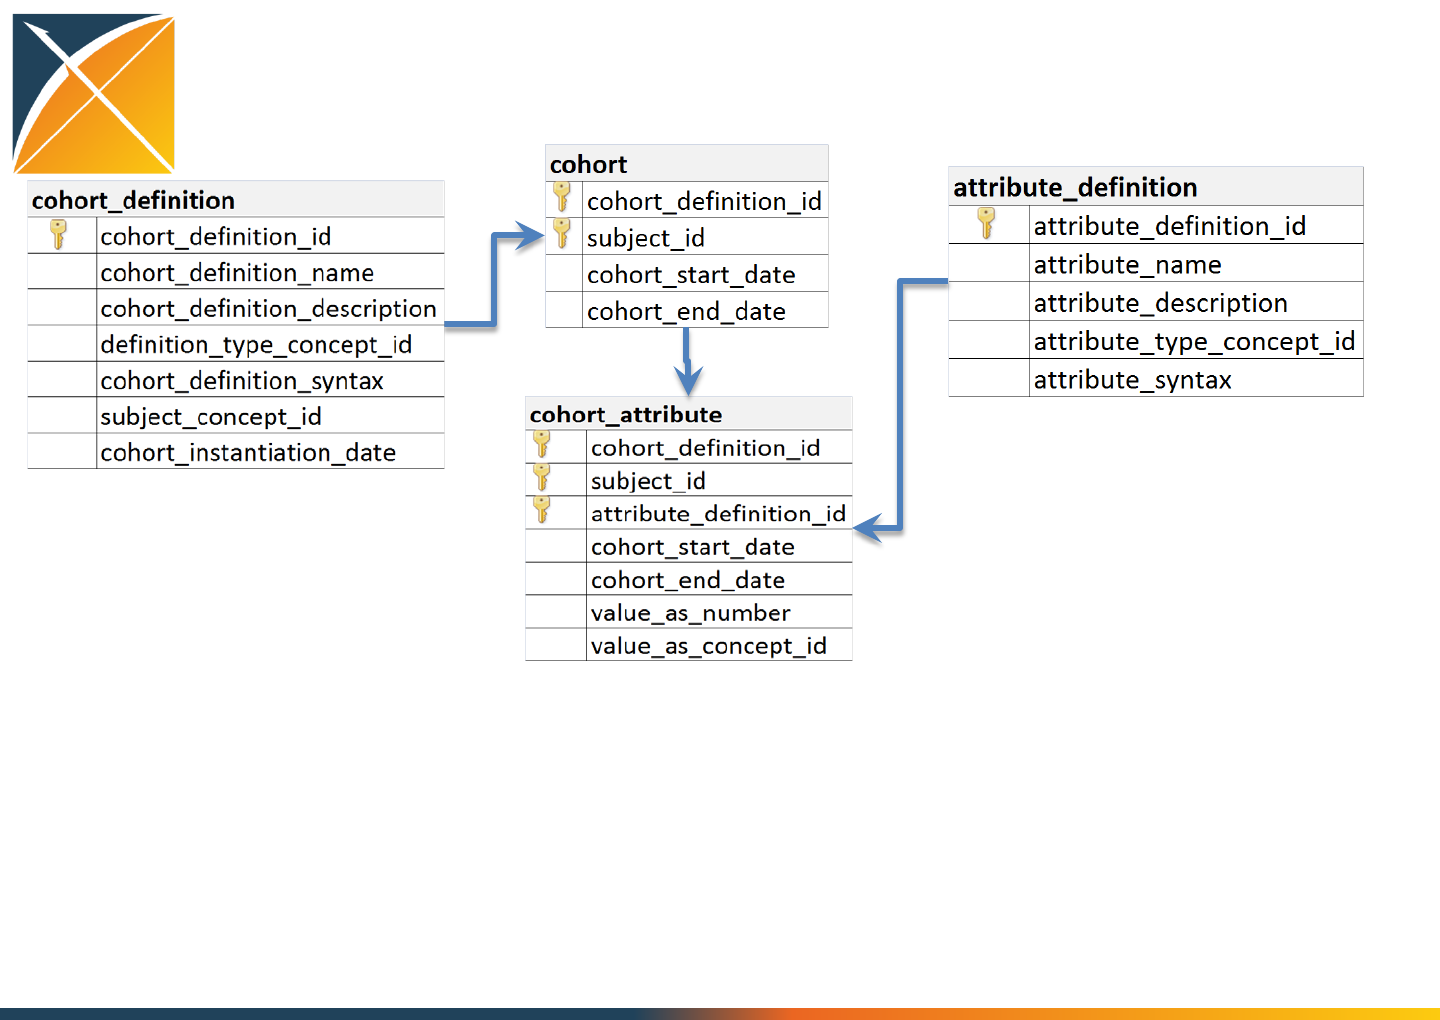 cohort_definition
cohort_definition_id
cohort_definition_name
cohort_definition_description
definition_type_concept_id
cohort_definition_syntax
subject_concept_id
cohort_instantiation_date
cohort
cohort_definition_id
subject_id
cohort_start_date
cohort_end_date
cohort_attribute
cohort_definition_id
subject_id
attribute_definition_id
cohort_start_date
cohort_end_date
value_as_number
value_as_concept_id
attribute_definition
attribute_definition_id
attribute_name
attribute_description
attribute_type_concept_id
attribute_syntax